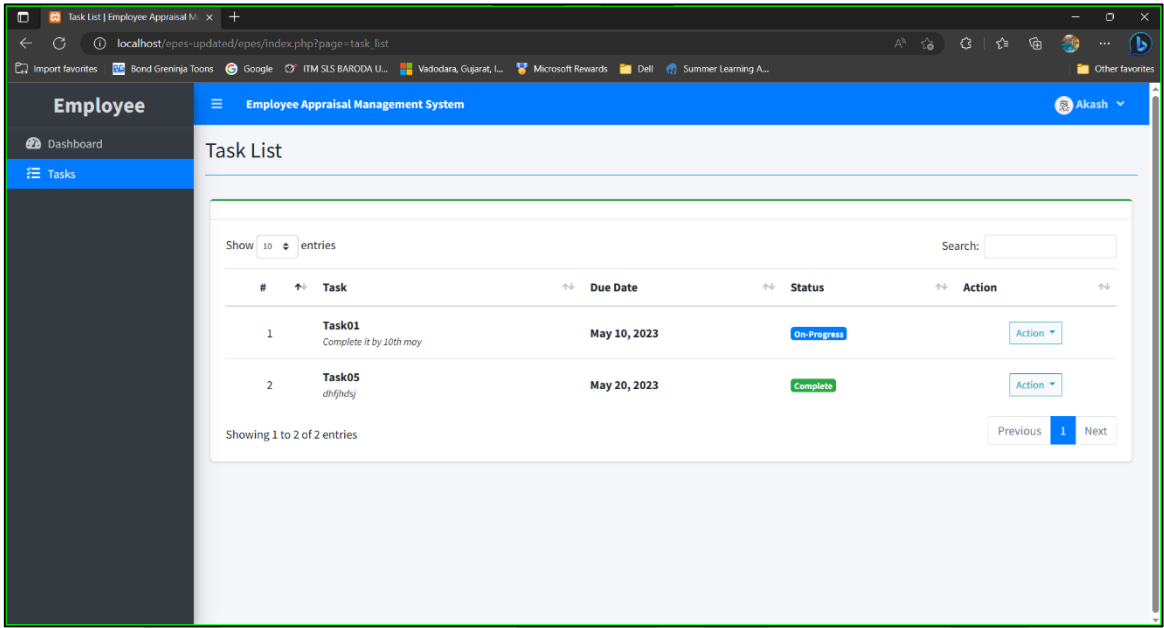 Task List | Employee Appraisal M
localhost/epes-updated/epes/index.php?page=task_list
Import favorites BG Bond Greninja Toons Google ITM SLS BARODA U... Vadodara, Gujarat, I... Microsoft Rewards Dell Summer Learning A... Other favorites
Employee Employee Appraisal Management System Akash
Dashboard
Task List
Tasks
Show 10 entries Search:
# Task Due Date Status Action
1 Task01 May 10, 2023 On-Progress Action
Complete it by 10th may
2 Task05 May 20, 2023 Complete Action
dhfjhdsj
Showing 1 to 2 of 2 entries Previous 1 Next